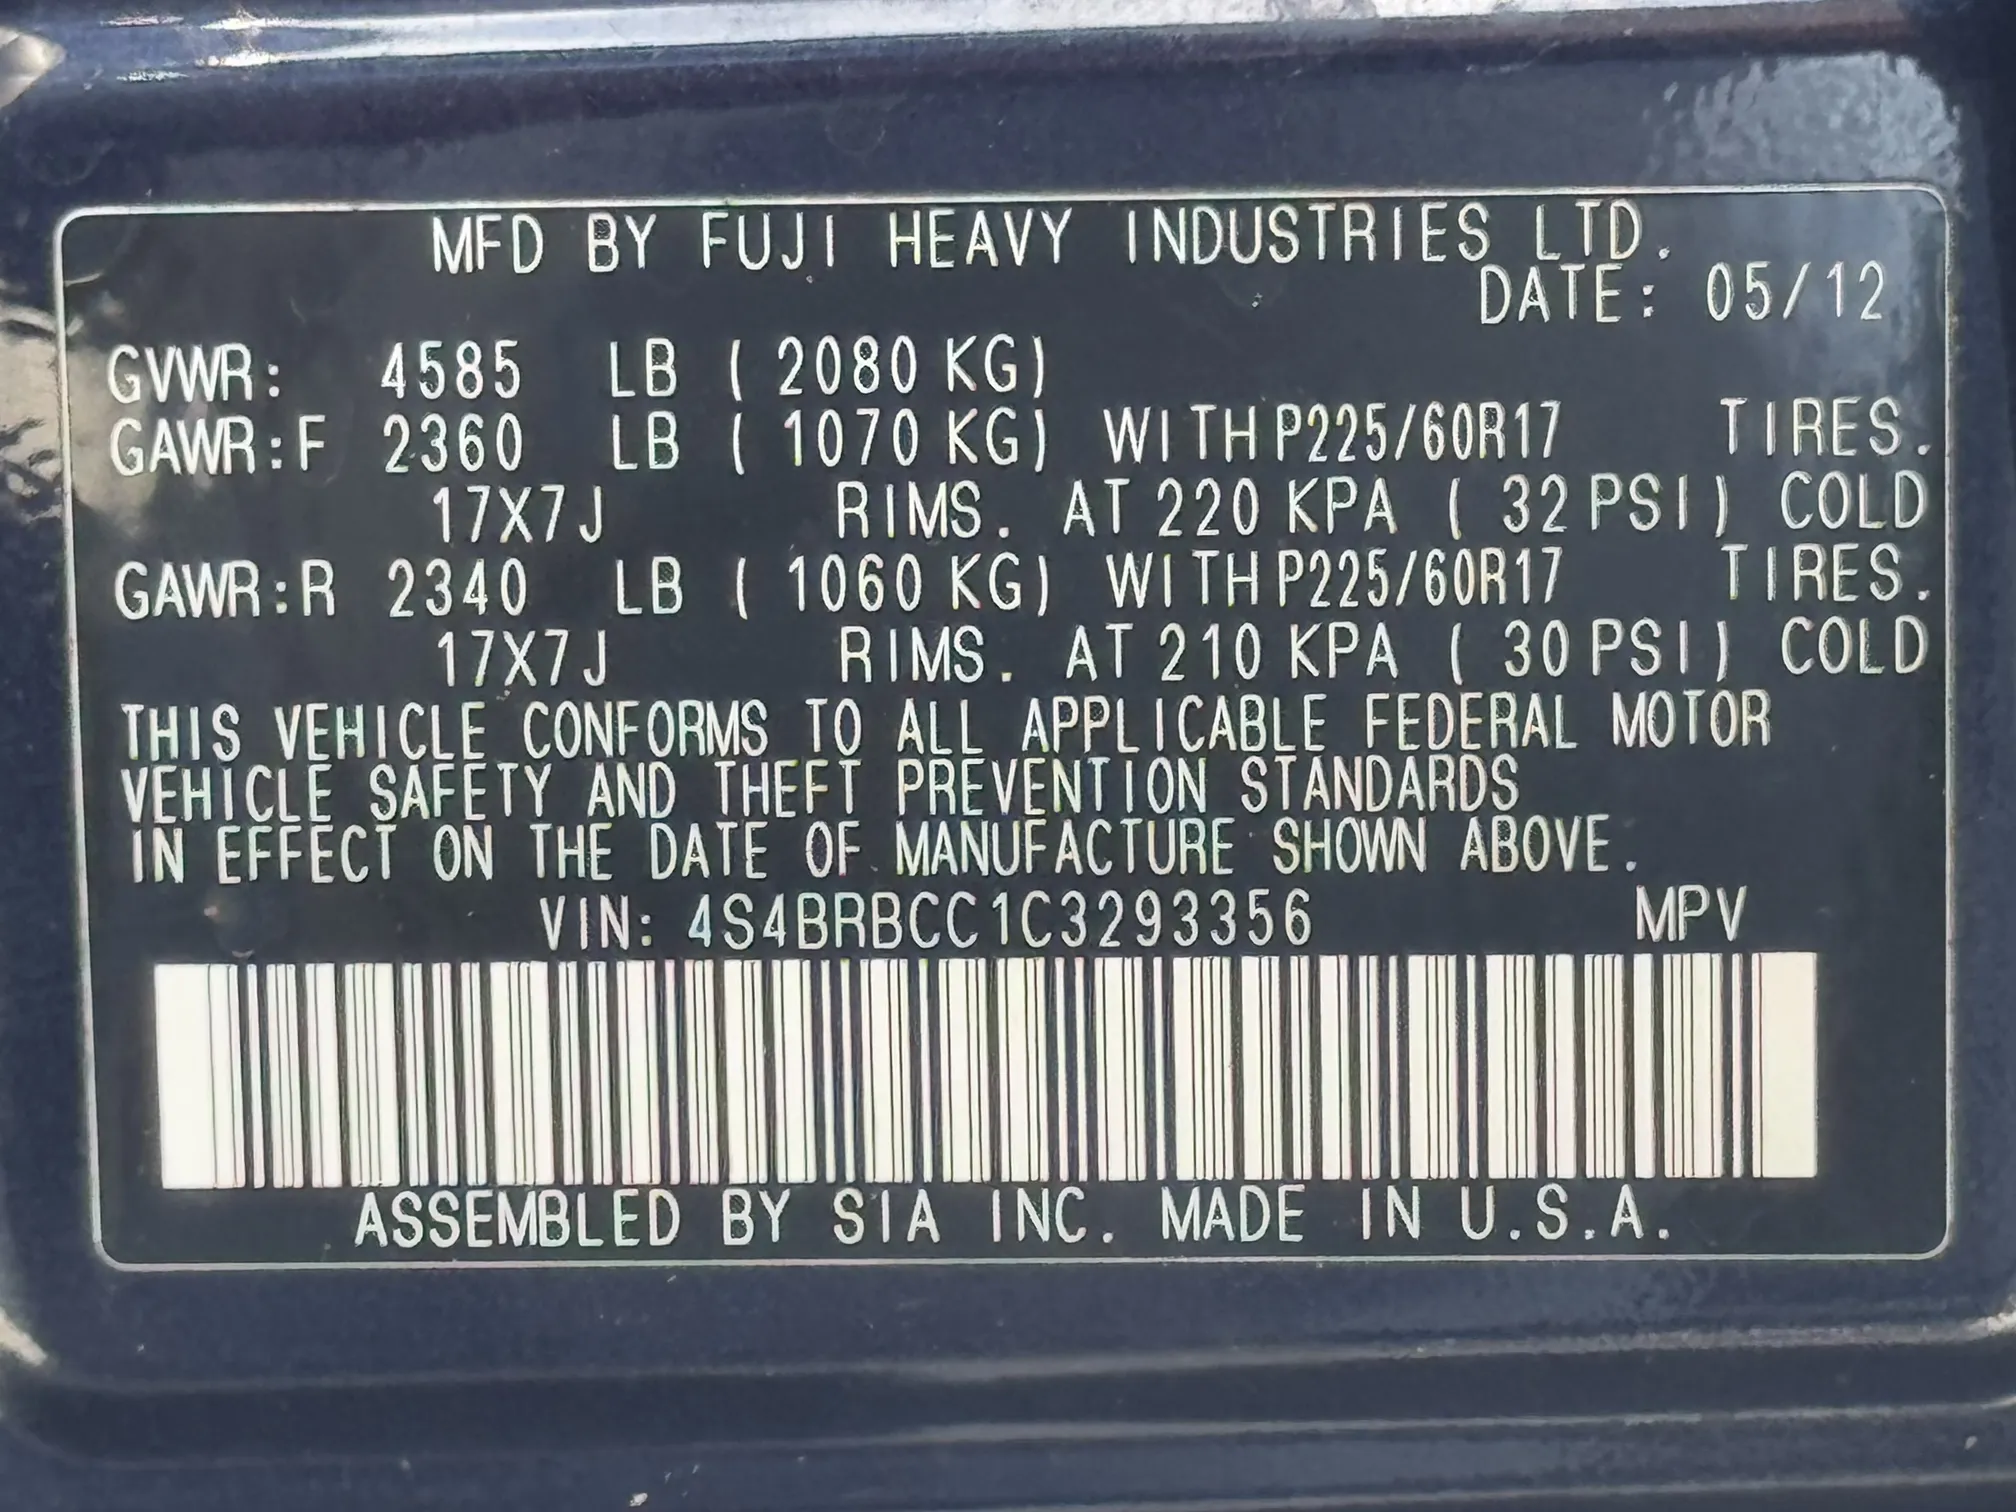 MFD BY FUJI HEAVY INDUSTRIES LTD.
DATE: 05/12
GVWR: 4585 LB ( 2080 KG)
GAWR:F 2360 LB ( 1070 KG) WITH P225/60R17 TIRES.
17X7J RIMS. AT 220 KPA ( 32 PSI) COLD
GAWR:R 2340 LB ( 1060 KG) WITH P225/60R17 TIRES.
17X7J RIMS. AT 210 KPA ( 30 PSI) COLD
THIS VEHICLE CONFORMS TO ALL APPLICABLE FEDERAL MOTOR
VEHICLE SAFETY AND THEFT PREVENTION STANDARDS
IN EFFECT ON THE DATE OF MANUFACTURE SHOWN ABOVE.
VIN: 4S4BRBCC1C3293356 MPV
ASSEMBLED BY SIA INC. MADE IN U.S.A.